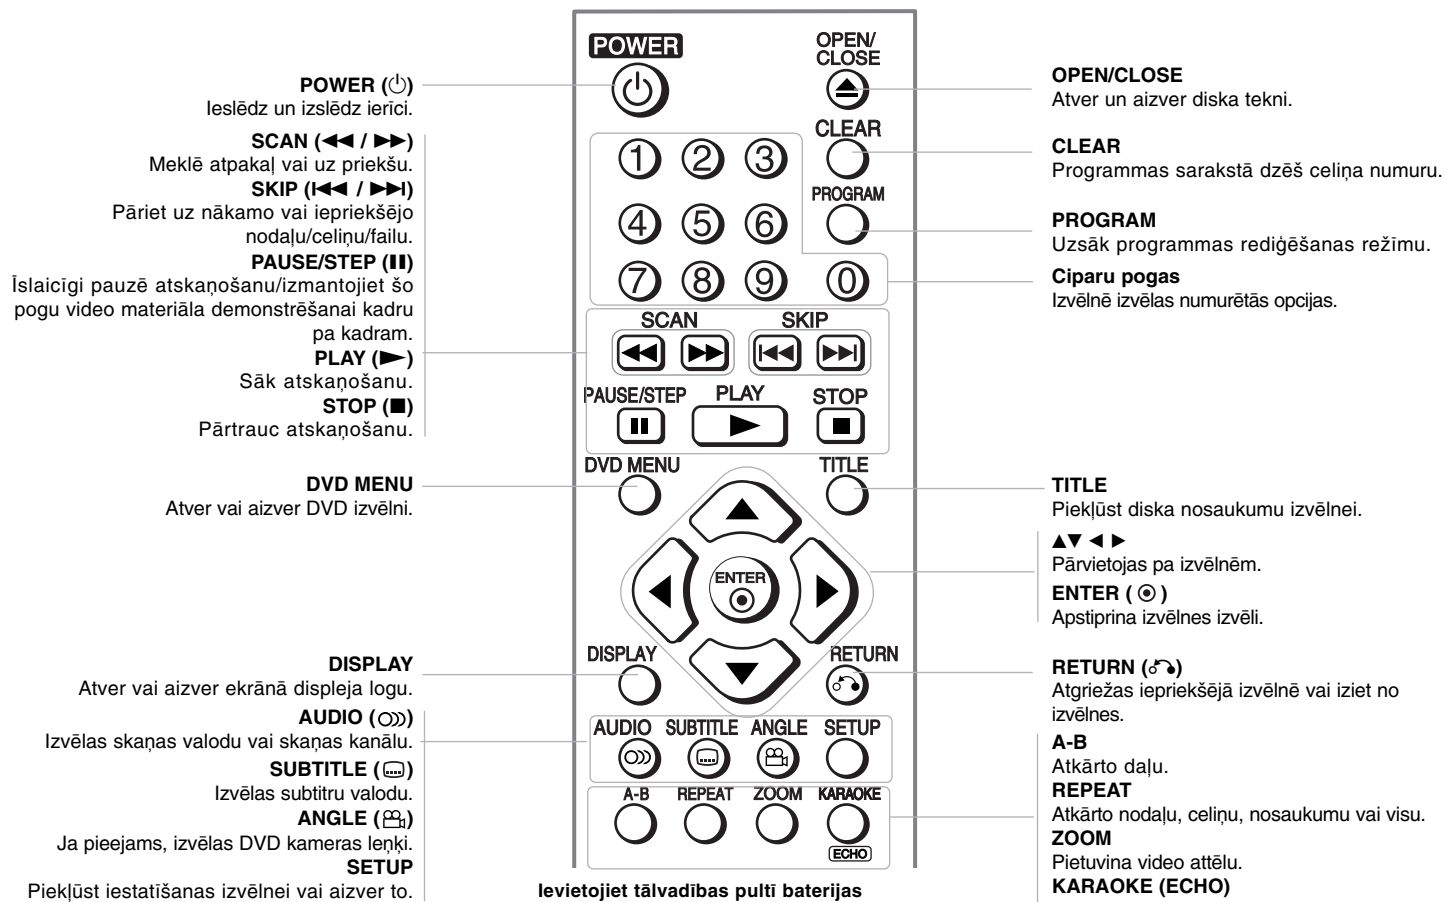 POWER (⏻)
Ieslēdz un izslēdz ierīci.
SCAN (◀◀ / ▶▶)
Meklē atpakaļ vai uz priekšu.
SKIP (I◀◀ / ▶▶I)
Pāriet uz nākamo vai iepriekšējo
nodaļu/celiņu/failu.
PAUSE/STEP (II)
Īslaicīgi pauzē atskaņošanu/izmantojiet šo
pogu video materiāla demonstrēšanai kadru
pa kadram.
PLAY (▶)
Sāk atskaņošanu.
STOP (■)
Pārtrauc atskaņošanu.
DVD MENU
Atver vai aizver DVD izvēlni.
DISPLAY
Atver vai aizver ekrānā displeja logu.
AUDIO
Izvēlas skaņas valodu vai skaņas kanālu.
SUBTITLE
Izvēlas subtitru valodu.
ANGLE
Ja pieejams, izvēlas DVD kameras leņķi.
SETUP
Piekļūst iestatīšanas izvēlnei vai aizver to.
POWER
OPEN/
CLOSE
CLEAR
1 2 3
PROGRAM
4 5 6
7 8 9 0
SCAN SKIP
PAUSE/STEP PLAY STOP
DVD MENU TITLE
ENTER
DISPLAY RETURN
AUDIO SUBTITLE ANGLE SETUP
A-B REPEAT ZOOM KARAOKE
ECHO
Ievietojiet tālvadības pultī baterijas
OPEN/CLOSE
Atver un aizver diska tekni.
CLEAR
Programmas sarakstā dzēš celiņa numuru.
PROGRAM
Uzsāk programmas rediģēšanas režīmu.
Ciparu pogas
Izvēlnē izvēlas numurētās opcijas.
TITLE
Piekļūst diska nosaukumu izvēlnei.
▲▼ ◀ ▶
Pārvietojas pa izvēlnēm.
ENTER (◉)
Apstiprina izvēlnes izvēli.
RETURN
Atgriežas iepriekšējā izvēlnē vai iziet no
izvēlnes.
A-B
Atkārto daļu.
REPEAT
Atkārto nodaļu, celiņu, nosaukumu vai visu.
ZOOM
Pietuvina video attēlu.
KARAOKE (ECHO)